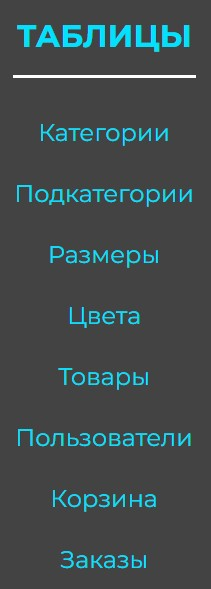 ТАБЛИЦЫ
Категории
Подкатегории
Размеры
Цвета
Товары
Пользователи
Корзина
Заказы